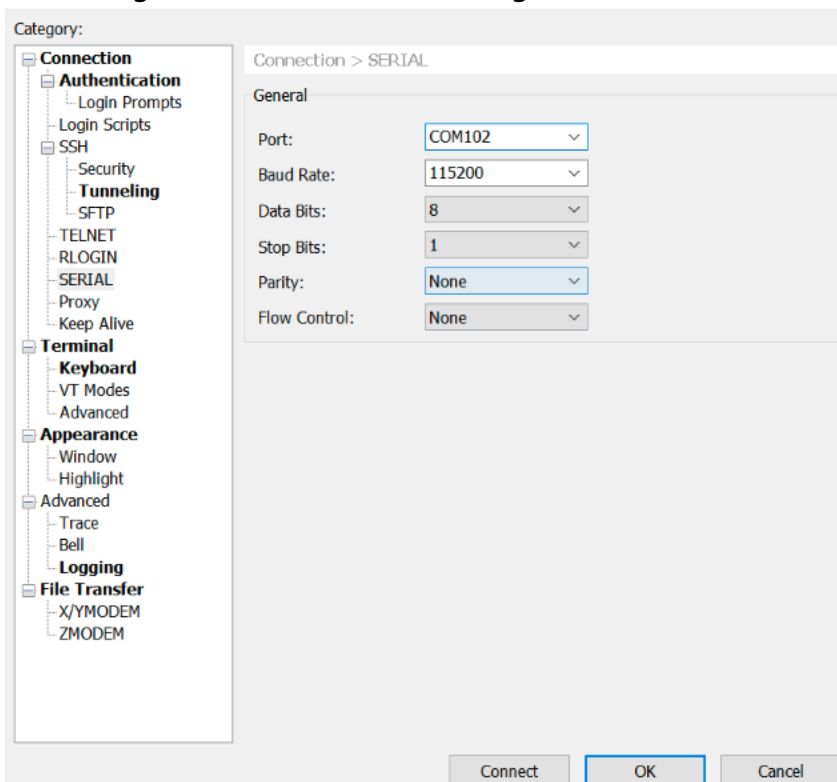 Category:
Connection
Authentication
Login Prompts
Login Scripts
SSH
Security
Tunneling
SFTP
TELNET
RLOGIN
SERIAL
Proxy
Keep Alive
Terminal
Keyboard
VT Modes
Advanced
Appearance
Window
Highlight
Advanced
Trace
Bell
Logging
File Transfer
X/YMODEM
ZMODEM
Connection > SERIAL
General
Port: COM102
Baud Rate: 115200
Data Bits: 8
Stop Bits: 1
Parity: None
Flow Control: None
Connect OK Cancel